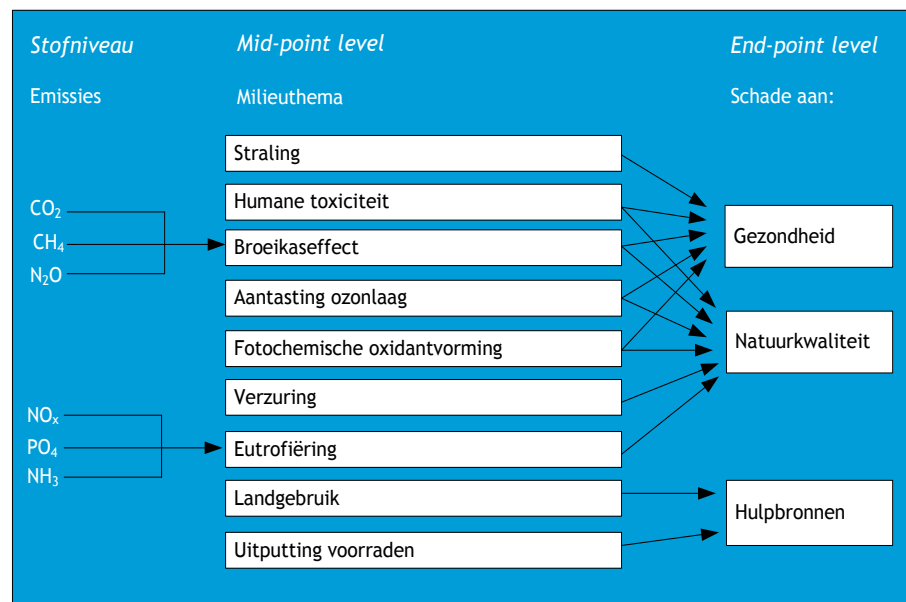 Stofniveau
Mid-point level
End-point level
Emissies
Milieuthema
Schade aan:
Straling
Humane toxiciteit
CO₂
CH₄
N₂O
Broeikaseffect
Gezondheid
Aantasting ozonlaag
Fotochemische oxidantvorming
Natuurkwaliteit
Verzuring
NOₓ
PO₄
NH₃
Eutrofiëring
Landgebruik
Hulpbronnen
Uitputting voorraden